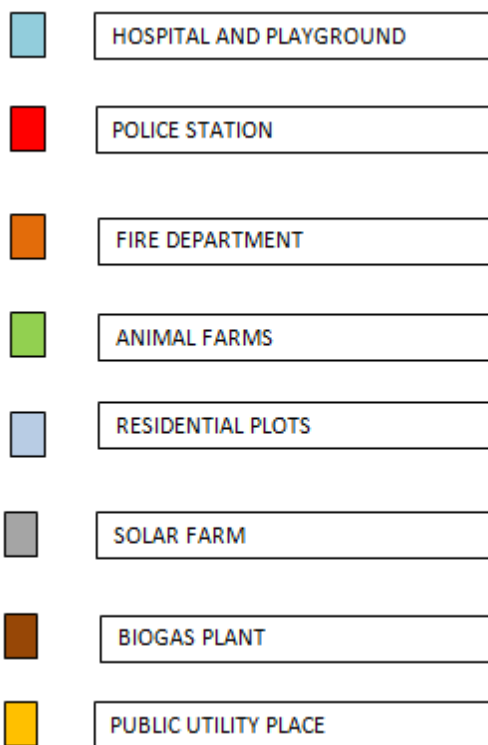 HOSPITAL AND PLAYGROUND
POLICE STATION
FIRE DEPARTMENT
ANIMAL FARMS
RESIDENTIAL PLOTS
SOLAR FARM
BIOGAS PLANT
PUBLIC UTILITY PLACE